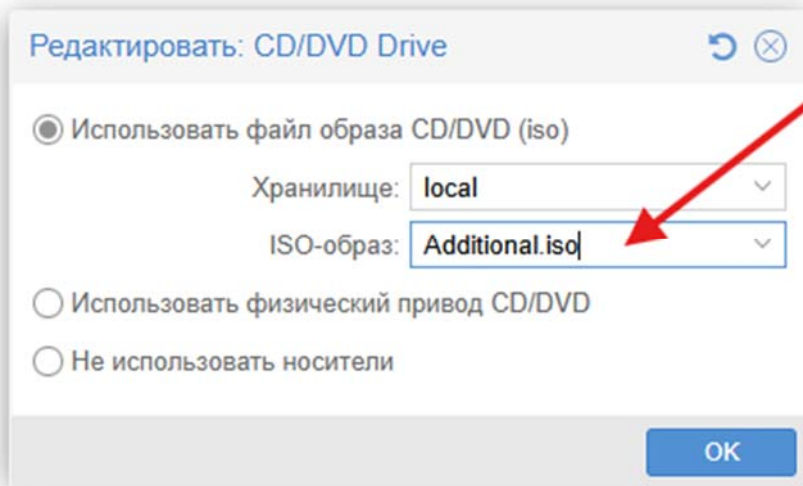 Редактировать: CD/DVD Drive
Использовать файл образа CD/DVD (iso)
Хранилище: local
ISO-образ: Additional.iso
Использовать физический привод CD/DVD
Не использовать носители
OK